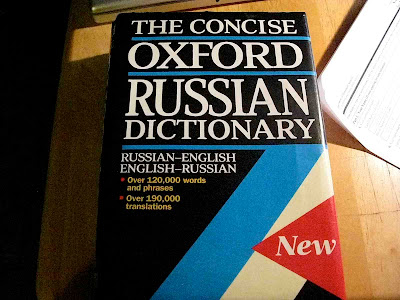 THE CONCISE
OXFORD
RUSSIAN
DICTIONARY
RUSSIAN–ENGLISH
ENGLISH–RUSSIAN
Over 120,000 words
and phrases
Over 190,000
translations
New